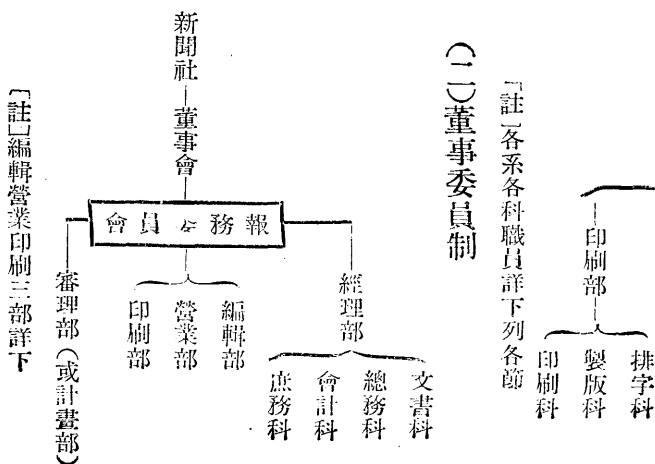 印刷部
排字科
製版科
印刷科
[註]各系各科職員詳下列各節
(二)董事委員制
新聞社
董事會
報務委員會
經理部
文書科
總務科
會計科
庶務科
編輯部
營業部
印刷部
審理部(或計畫部)
[註]編輯營業印刷三部詳下